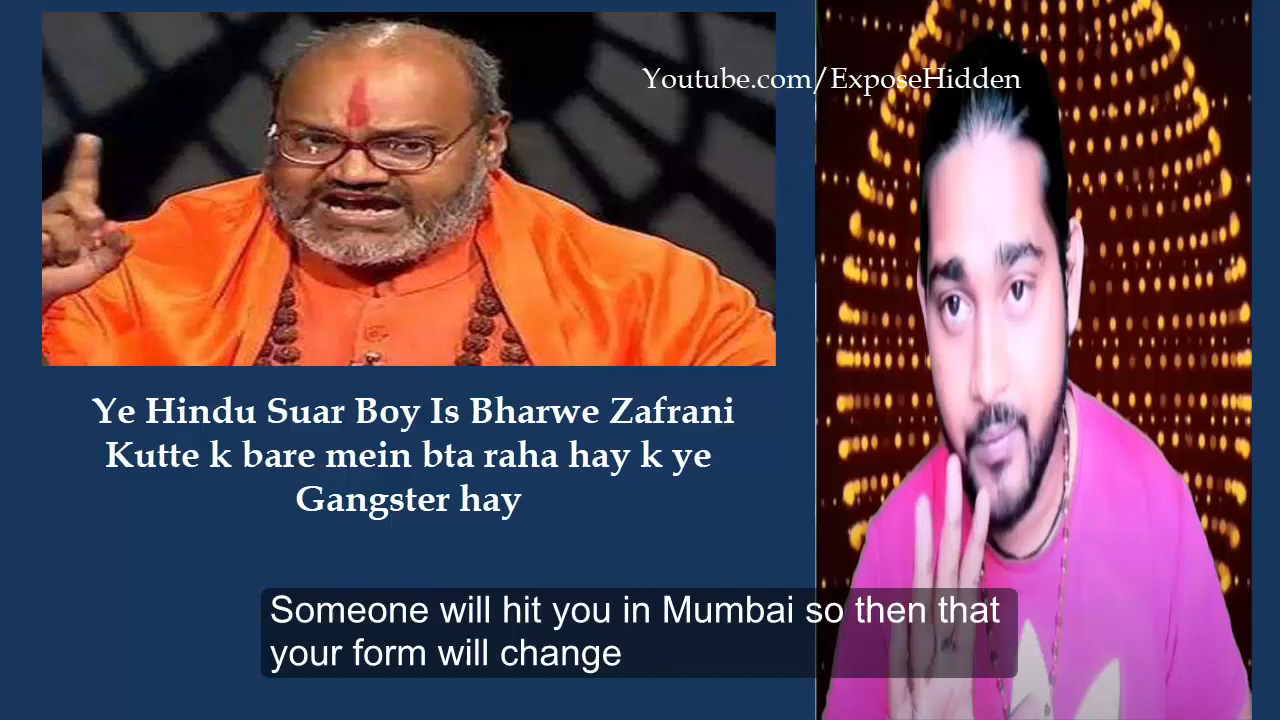 Youtube.com/ExposeHidden
Ye Hindu Suar Boy Is Bharwe Zafrani
Kutte k bare mein bta raha hay k ye
Gangster hay
Someone will hit you in Mumbai so then that
your form will change